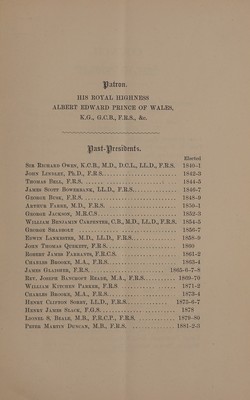 Patron.
HIS ROYAL HIGHNESS
ALBERT EDWARD PRINCE OF WALES,
K.G., G.C.B., F.R.S., &c.
Past-Presidents.
Elected
Sir Richard Owen, K.C.B., M.D., D.C.L., LL.D., F.R.S. 1840-1
John Lindley, Ph.D., F.R.S. 1842-3
Thomas Bell, F.R.S. 1844-5
James Scott Bowerbank, LL.D., F.R.S. 1846-7
George Busk, F.R.S. 1848-9
Arthur Farre, M.D., F.R.S. 1850-1
George Jackson, M.R.C.S. 1852-3
William Benjamin Carpenter, C.B., M.D., LL.D., F.R.S. 1854-5
George Shadbolt 1856-7
Edwin Lankester, M.D., LL.D., F.R.S. 1858-9
John Thomas Quekett, F.R.S. 1860
Robert James Farrants, F.R.C.S. 1861-2
Charles Brooke, M.A., F.R.S. 1863-4
James Glaisher, F.R.S. 1865-6-7-8
Rev. Joseph Bancroft Reade, M.A., F.R.S. 1869-70
William Kitchen Parker, F.R.S. 1871-2
Charles Brooke, M.A., F.R.S. 1873-4
Henry Clifton Sorby, LL.D., F.R.S. 1875-6-7
Henry James Slack, F.G.S. 1878
Lionel S. Beale, M.B., F.R.C.P., F.R.S. 1879-80
Peter Martin Duncan, M.B., F.R.S. 1881-2-3